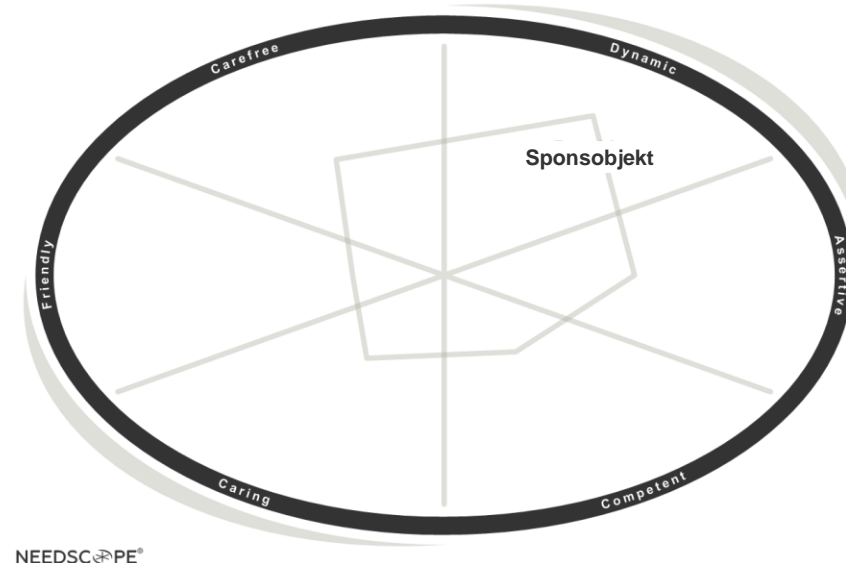 Carefree
Dynamic
Sponsobjekt
Friendly
Assertive
Caring
Competent
NEEDSCOPE®